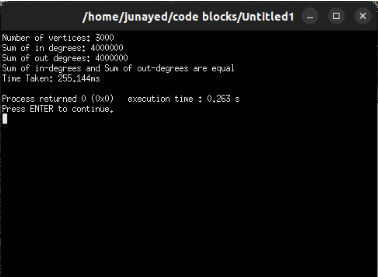 /home/junayed/code blocks/Untitled1
Number of vertices: 3000
Sum of in degrees: 4000000
Sum of out degrees: 4000000
Sum of in-degrees and Sum of out-degrees are equal
Time Taken: 255.144ms
Process returned 0 (0x0)   execution time : 0.263 s
Press ENTER to continue.